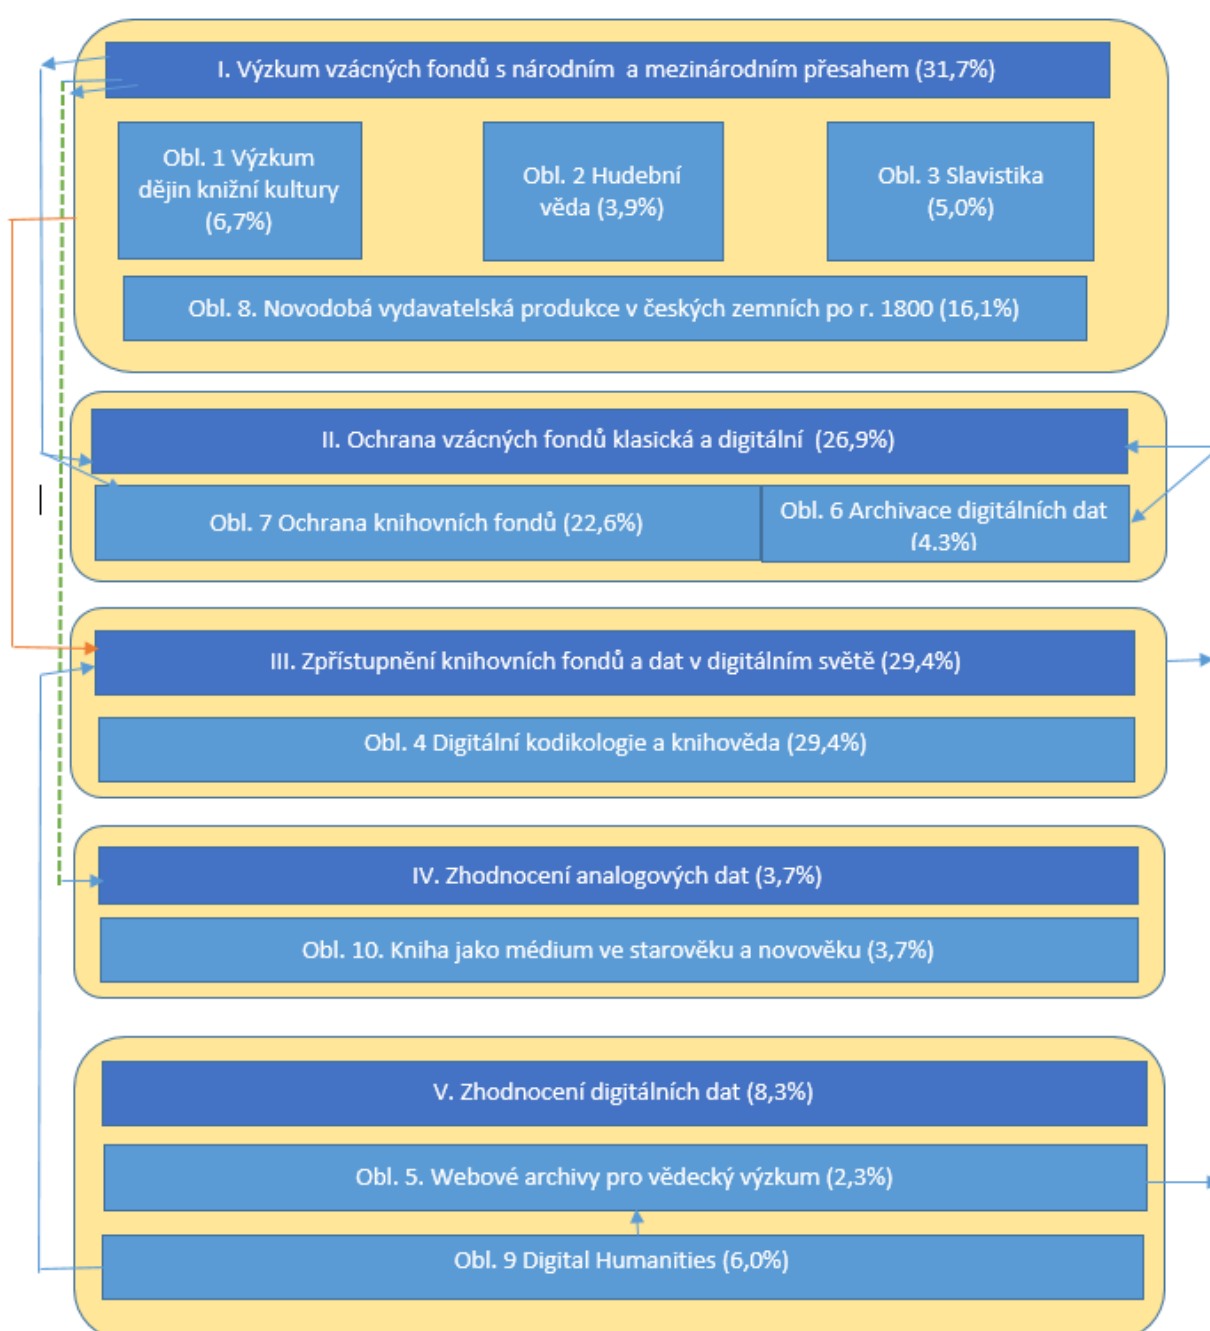 I. Výzkum vzácných fondů s národním a mezinárodním přesahem (31,7%)
Obl. 1 Výzkum
dějin knižní kultury
(6,7%)
Obl. 2 Hudební
věda (3,9%)
Obl. 3 Slavistika
(5,0%)
Obl. 8. Novodobá vydavatelská produkce v českých zemních po r. 1800 (16,1%)
II. Ochrana vzácných fondů klasická a digitální (26,9%)
Obl. 7 Ochrana knihovních fondů (22,6%)
Obl. 6 Archivace digitálních dat
(4.3%)
III. Zpřístupnění knihovních fondů a dat v digitálním světě (29,4%)
Obl. 4 Digitální kodikologie a knihověda (29,4%)
IV. Zhodnocení analogových dat (3,7%)
Obl. 10. Kniha jako médium ve starověku a novověku (3,7%)
V. Zhodnocení digitálních dat (8,3%)
Obl. 5. Webové archivy pro vědecký výzkum (2,3%)
Obl. 9 Digital Humanities (6,0%)